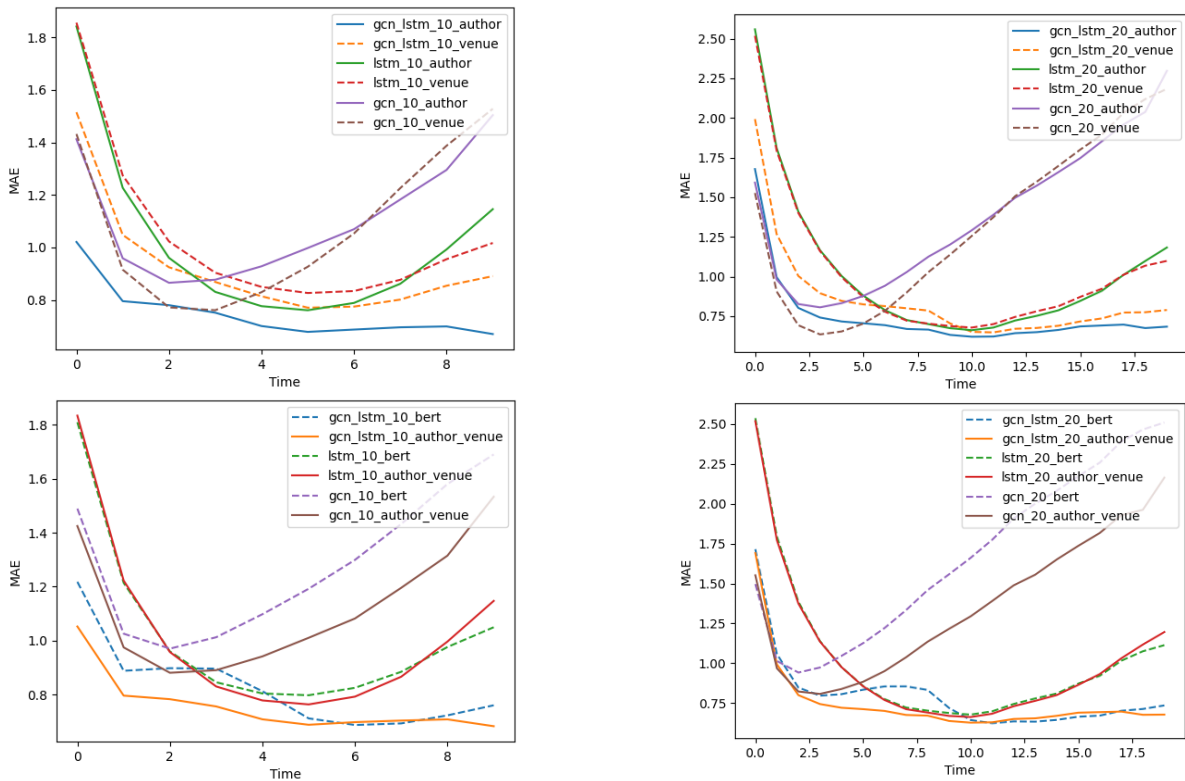 1.8
1.6
1.4
1.2
1.0
0.8
MAE
0
2
4
6
8
Time
gcn_lstm_10_author
gcn_lstm_10_venue
lstm_10_author
lstm_10_venue
gcn_10_author
gcn_10_venue
2.50
2.25
2.00
1.75
1.50
1.25
1.00
0.75
MAE
0.0
2.5
5.0
7.5
10.0
12.5
15.0
17.5
Time
gcn_lstm_20_author
gcn_lstm_20_venue
lstm_20_author
lstm_20_venue
gcn_20_author
gcn_20_venue
1.8
1.6
1.4
1.2
1.0
0.8
MAE
0
2
4
6
8
Time
gcn_lstm_10_bert
gcn_lstm_10_author_venue
lstm_10_bert
lstm_10_author_venue
gcn_10_bert
gcn_10_author_venue
2.50
2.25
2.00
1.75
1.50
1.25
1.00
0.75
MAE
0.0
2.5
5.0
7.5
10.0
12.5
15.0
17.5
Time
gcn_lstm_20_bert
gcn_lstm_20_author_venue
lstm_20_bert
lstm_20_author_venue
gcn_20_bert
gcn_20_author_venue